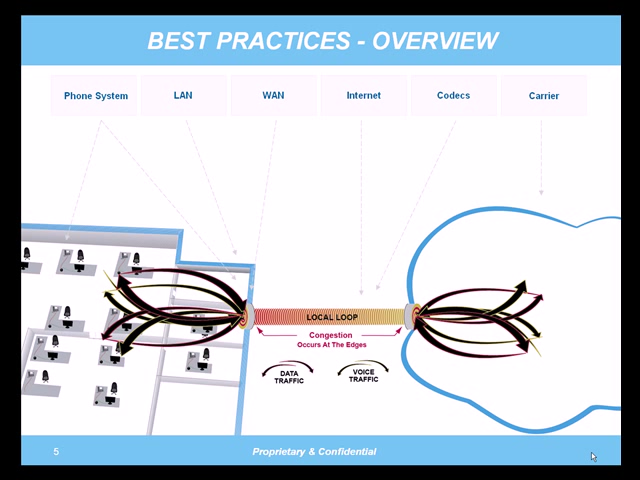 BEST PRACTICES - OVERVIEW
Phone System
LAN
WAN
Internet
Codecs
Carrier
LOCAL LOOP
Congestion
Occurs At The Edges
DATA
TRAFFIC
VOICE
TRAFFIC
5
Proprietary & Confidential